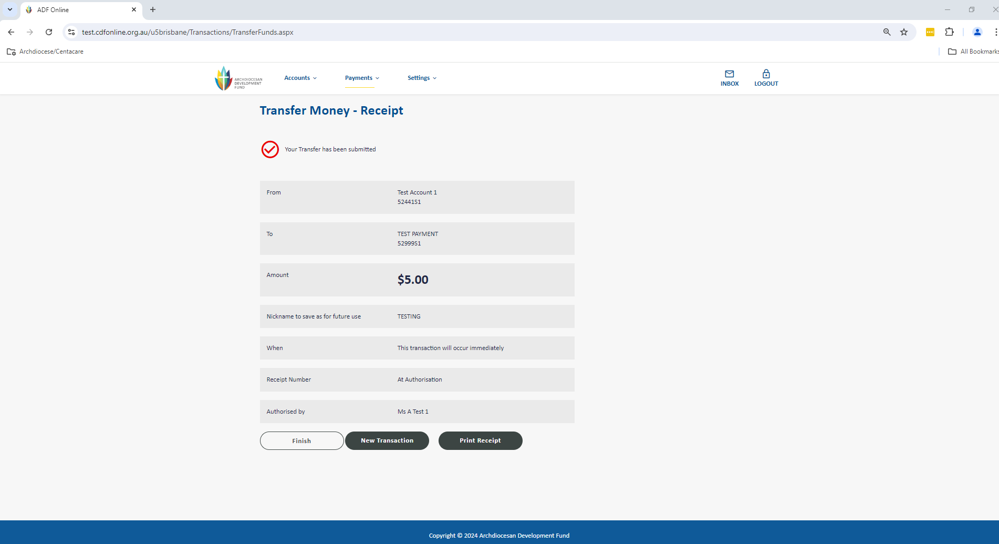 ADF Online
test.cdfonline.org.au/u5brisbane/Transactions/TransferFunds.aspx
Archdiocese/Centacare
All Bookmarks
ARCHDIOCESAN
DEVELOPMENT
FUND
Accounts
Payments
Settings
INBOX
LOGOUT
Transfer Money - Receipt
Your Transfer has been submitted
From
Test Account 1
52441S1
To
TEST PAYMENT
52999S1
Amount
$5.00
Nickname to save as for future use
TESTING
When
This transaction will occur immediately
Receipt Number
At Authorisation
Authorised by
Ms A Test 1
Finish
New Transaction
Print Receipt
Copyright © 2024 Archdiocesan Development Fund